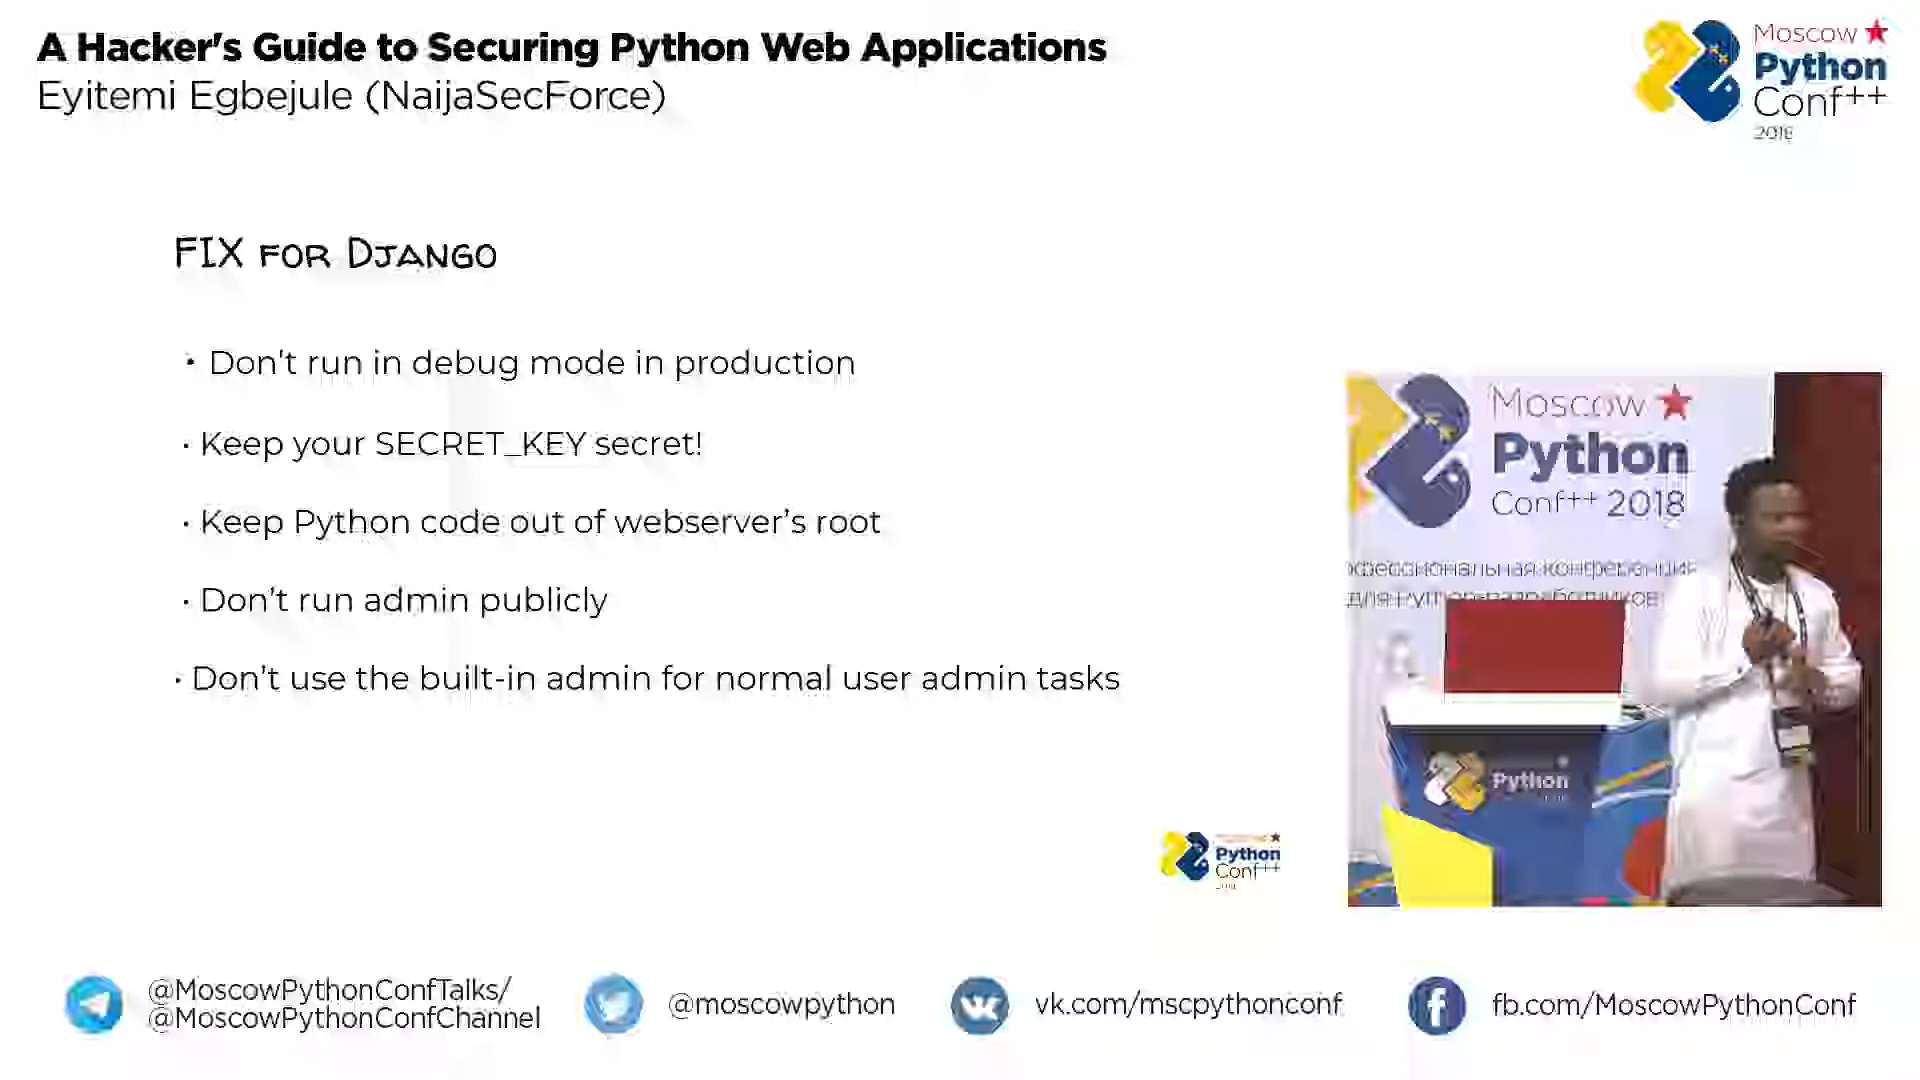 A Hacker's Guide to Securing Python Web Applications
Eyitemi Egbejule (NaijaSecForce)
Moscow
Python
Conf++
2018
FIX for Django
• Don't run in debug mode in production
• Keep your SECRET_KEY secret!
• Keep Python code out of webserver's root
• Don't run admin publicly
• Don't use the built-in admin for normal user admin tasks
Moscow
Python
Conf++ 2018
Python
Python
Conf++
@MoscowPythonConfTalks/
@MoscowPythonConfChannel
@moscowpython
vk.com/mscpythonconf
fb.com/MoscowPythonConf